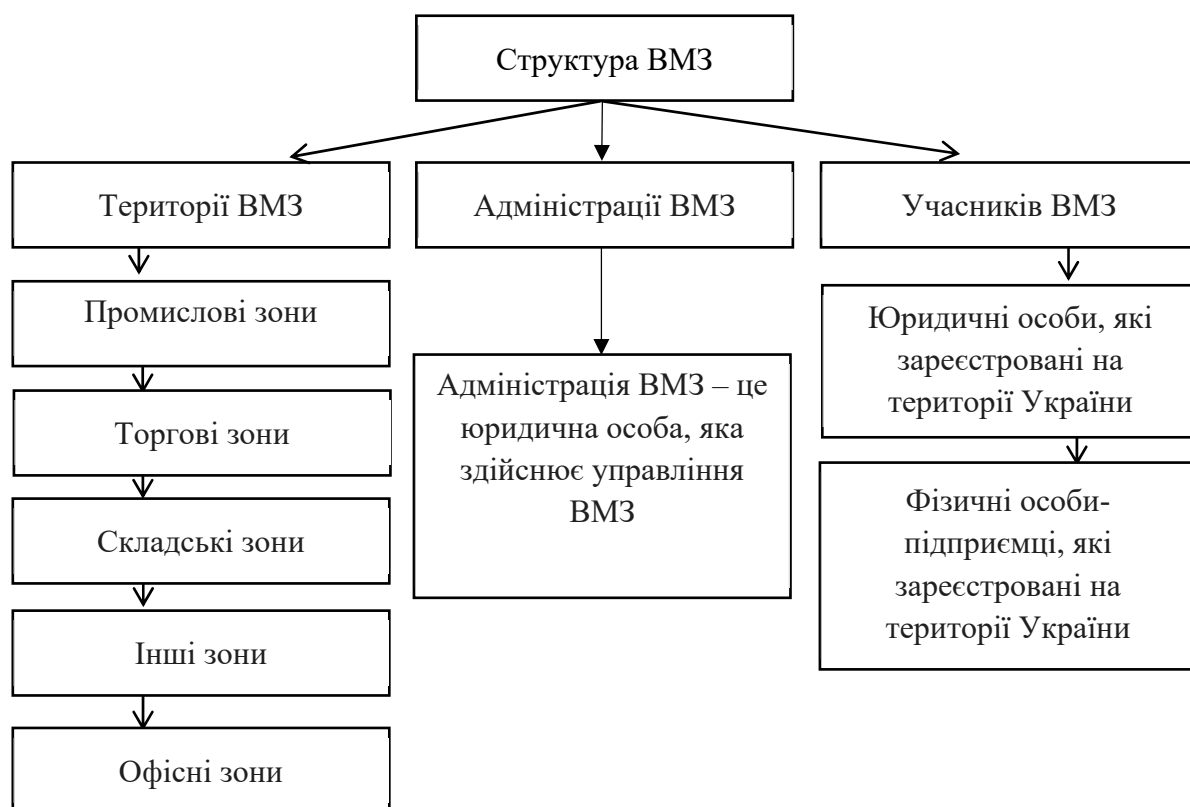 Структура ВМЗ
Території ВМЗ
Адміністрації ВМЗ
Учасників ВМЗ
Промислові зони
Торгові зони
Складські зони
Інші зони
Офісні зони
Адміністрація ВМЗ – це
юридична особа, яка
здійснює управління
ВМЗ
Юридичні особи, які
зареєстровані на
території України
Фізичні особи-
підприємці, які
зареєстровані на
території України